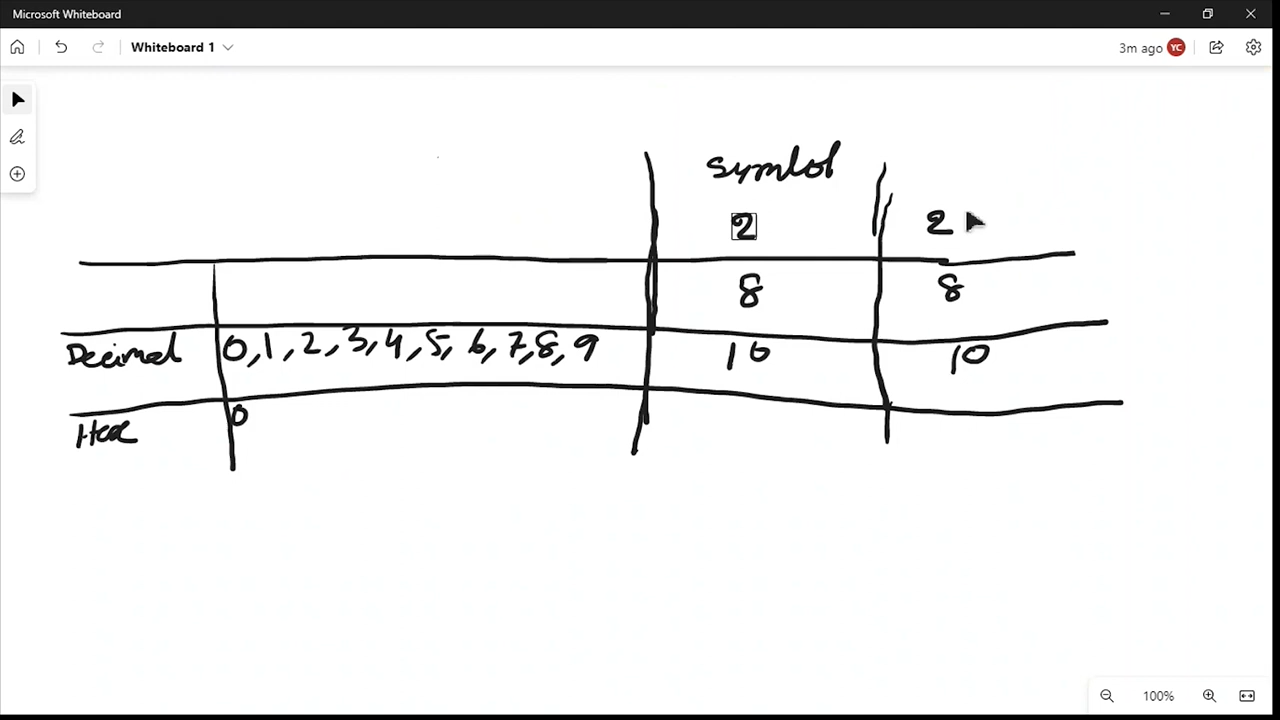 Microsoft Whiteboard
Whiteboard 1
3m ago YC
Symbol
2 2
8 8
Decimal 0, 1, 2, 3, 4, 5, 6, 7, 8, 9 10 10
Hex 0
100%